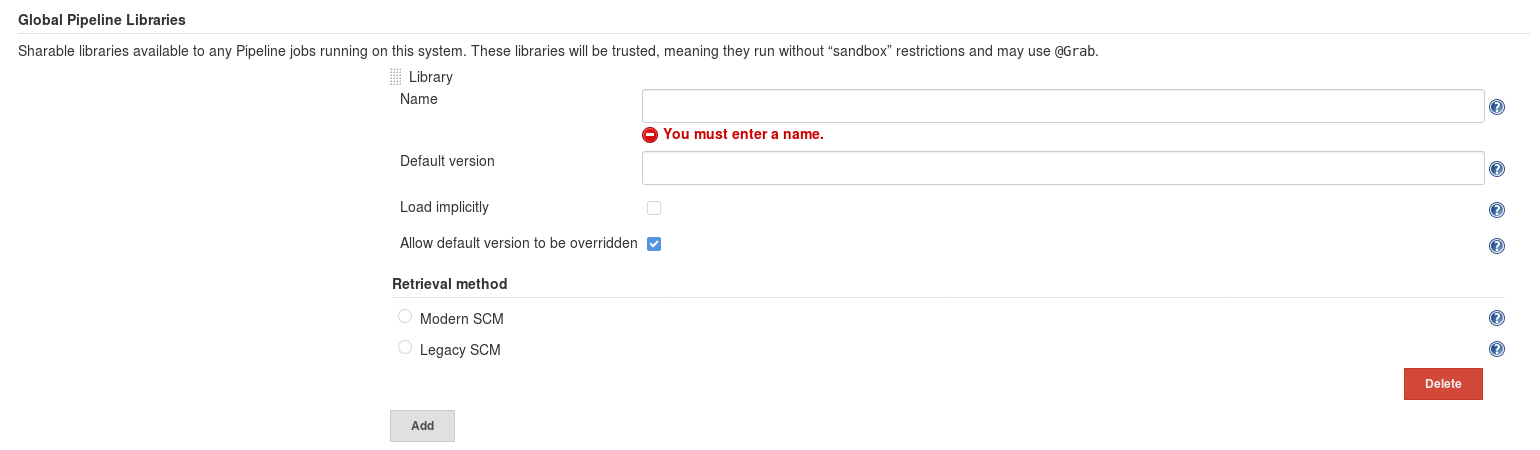 Global Pipeline Libraries
Sharable libraries available to any Pipeline jobs running on this system. These libraries will be trusted, meaning they run without “sandbox” restrictions and may use @Grab.
Library
Name
?
You must enter a name.
Default version
?
Load implicitly
?
Allow default version to be overridden
?
Retrieval method
Modern SCM
?
Legacy SCM
?
Delete
Add